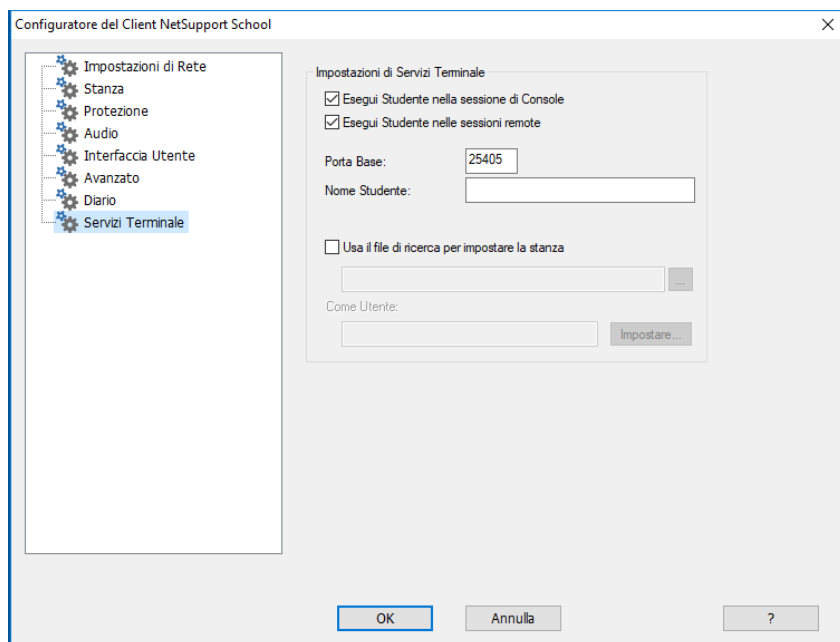 Configuratore del Client NetSupport School
Impostazioni di Rete
Stanza
Protezione
Audio
Interfaccia Utente
Avanzato
Diario
Servizi Terminale
Impostazioni di Servizi Terminale
Esegui Studente nella sessione di Console
Esegui Studente nelle sessioni remote
Porta Base: 25405
Nome Studente:
Usa il file di ricerca per impostare la stanza
...
Come Utente:
Impostare...
OK Annulla ?